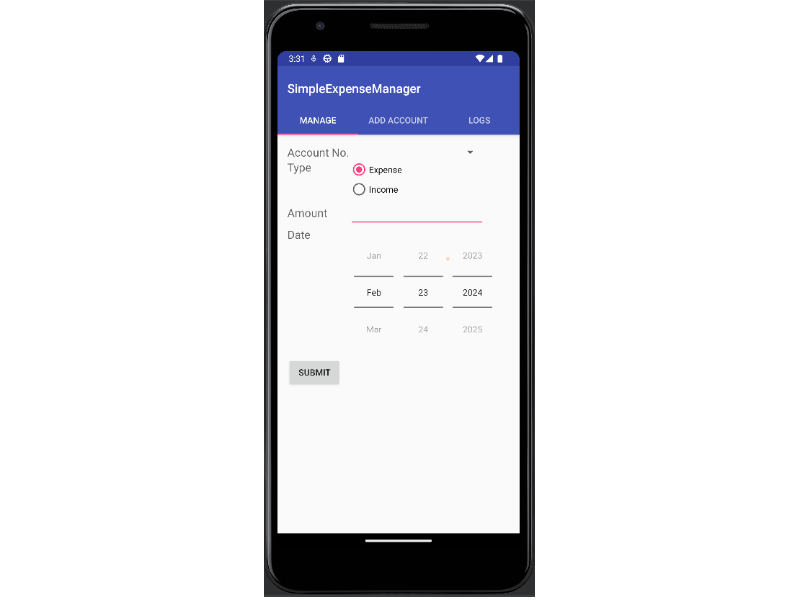 3:31
SimpleExpenseManager
MANAGE ADD ACCOUNT LOGS
Account No.
Type Expense
Income
Amount
Date
Jan 22 2023
Feb 23 2024
Mar 24 2025
SUBMIT